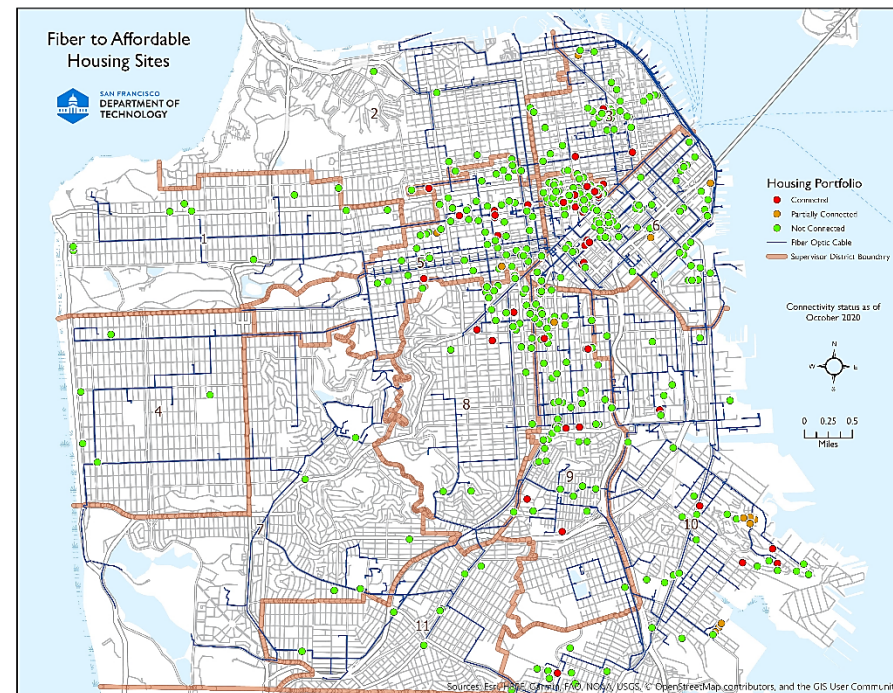 Fiber to Affordable
Housing Sites
SAN FRANCISCO
DEPARTMENT OF
TECHNOLOGY
2
3
Housing Portfolio
Connected
Partially Connected
Not Connected
Fiber Optic Cable
Supervisor District Boundary
6
1
5
Connectivity status as of
October 2020
N
W E
S
4
8
0 0.25 0.5
Miles
9
7
10
11
Sources: Esri, HERE, Garmin, FAO, NOAA, USGS, © OpenStreetMap contributors, and the GIS User Communi